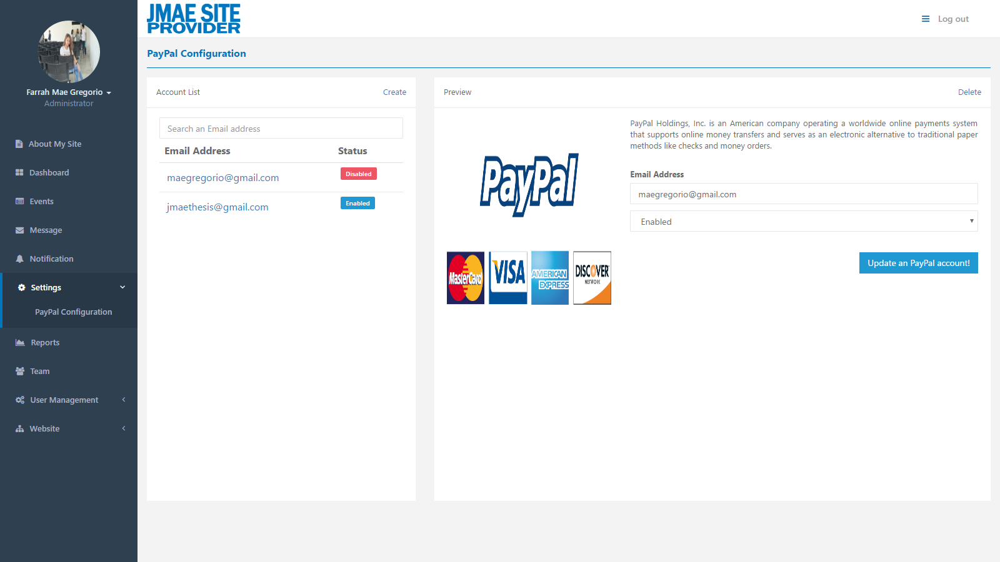 JMAE SITE
PROVIDER
Log out
Farrah Mae Gregorio
Administrator
About My Site
Dashboard
Events
Message
Notification
Settings
PayPal Configuration
Reports
Team
User Management
Website
PayPal Configuration
Account List
Create
Search an Email address
Email Address
Status
maegregorio@gmail.com
Disabled
jmaethesis@gmail.com
Enabled
Preview
Delete
PayPal
MasterCard
VISA
AMERICAN
EXPRESS
DISCOVER
NETWORK
PayPal Holdings, Inc. is an American company operating a worldwide online payments system
that supports online money transfers and serves as an electronic alternative to traditional paper
methods like checks and money orders.
Email Address
maegregorio@gmail.com
Enabled
Update an PayPal account!